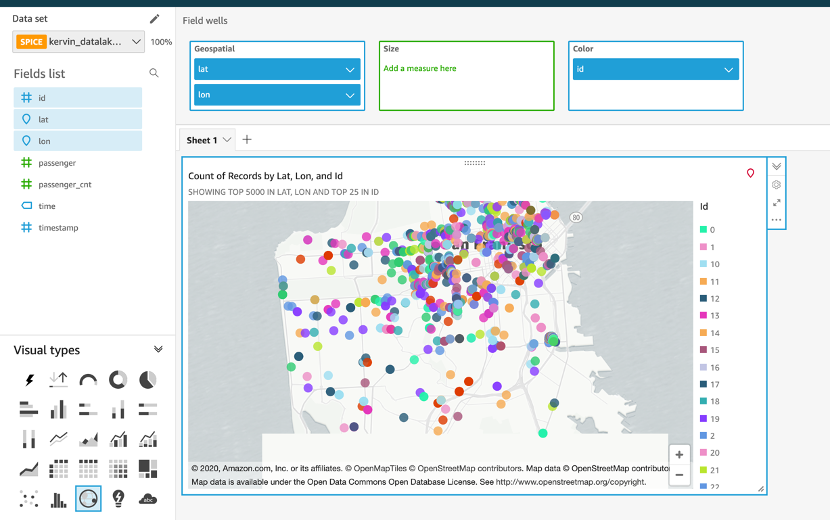 Data set
SPICE kervin_datalak... 100%
Fields list
id
lat
lon
passenger
passenger_cnt
time
timestamp
Visual types
abc
Field wells
Geospatial
lat
lon
Size
Add a measure here
Color
id
Sheet 1
Count of Records by Lat, Lon, and Id
SHOWING TOP 5000 IN LAT, LON AND TOP 25 IN ID
80
© 2020, Amazon.com, Inc. or its affiliates. © OpenMapTiles © OpenStreetMap contributors. Map data © OpenStreetMap contributo
Map data is available under the Open Data Commons Open Database License. See http://www.openstreetmap.org/copyright.
Id
0
1
10
11
12
13
14
15
16
17
18
19
2
20
21
22